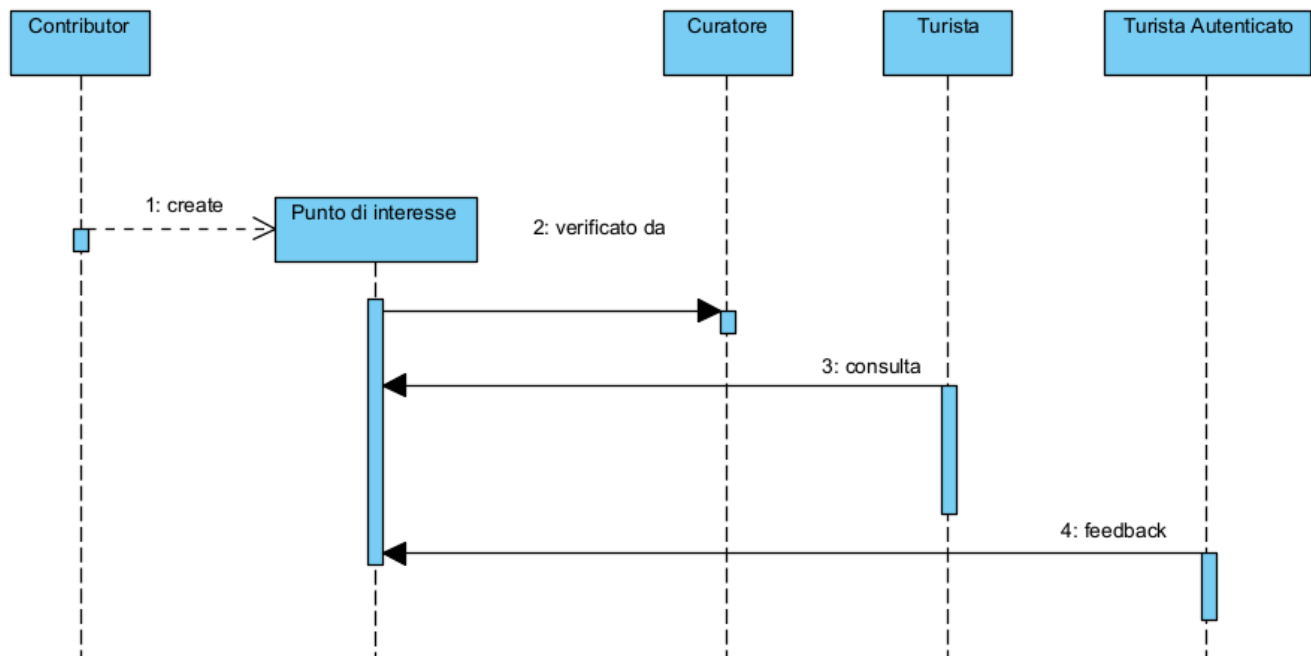 Contributor
Curatore
Turista
Turista Autenticato
1: create
Punto di interesse
2: verificato da
3: consulta
4: feedback